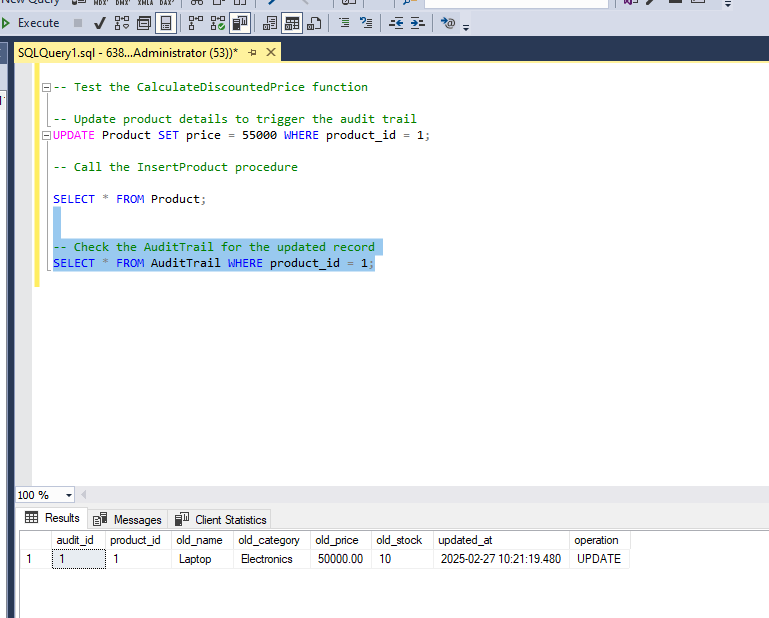 New Query MDX DMX XMLA DAX
Execute
SQLQuery1.sql - 638...Administrator (53))*
-- Test the CalculateDiscountedPrice function
-- Update product details to trigger the audit trail
UPDATE Product SET price = 55000 WHERE product_id = 1;
-- Call the InsertProduct procedure
SELECT * FROM Product;
-- Check the AuditTrail for the updated record
SELECT * FROM AuditTrail WHERE product_id = 1;
100 %
Results Messages Client Statistics
audit_id product_id old_name old_category old_price old_stock updated_at operation
1 1 1 Laptop Electronics 50000.00 10 2025-02-27 10:21:19.480 UPDATE